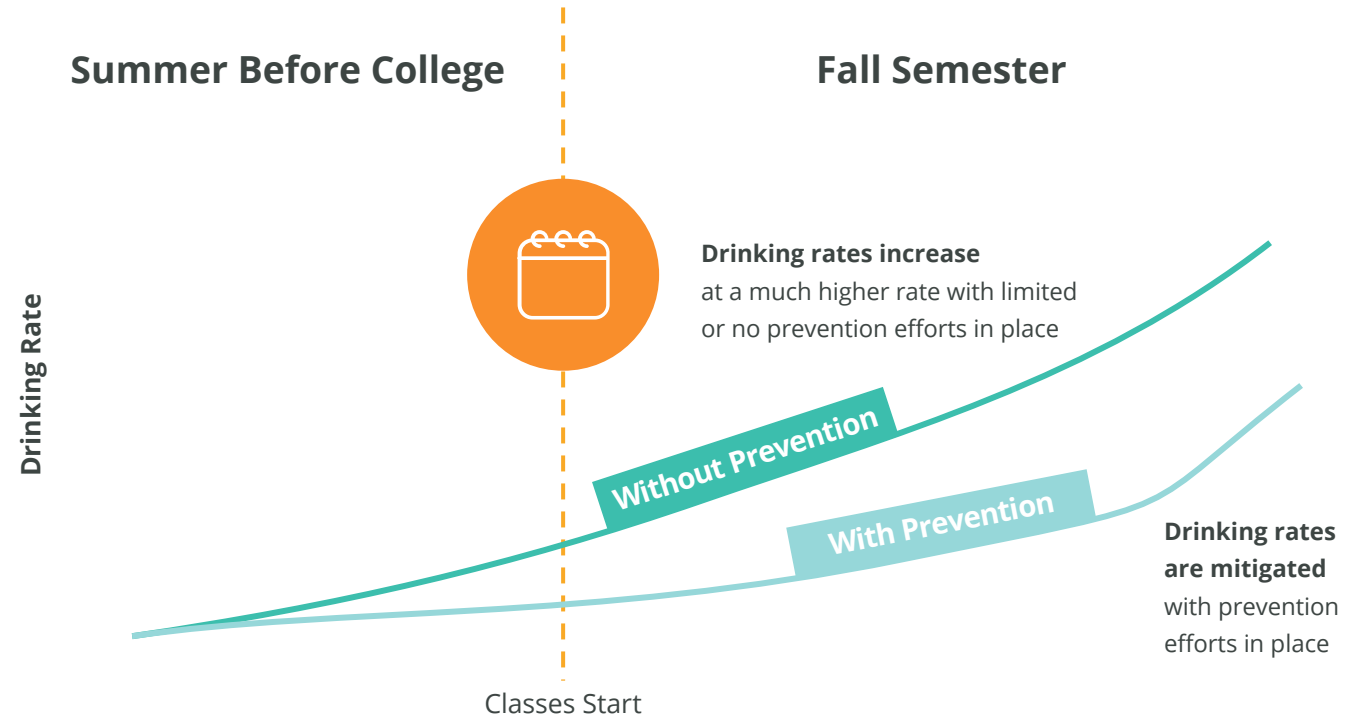 Summer Before College
Fall Semester
Drinking Rate
Drinking rates increase
at a much higher rate with limited
or no prevention efforts in place
Without Prevention
With Prevention
Drinking rates
are mitigated
with prevention
efforts in place
Classes Start